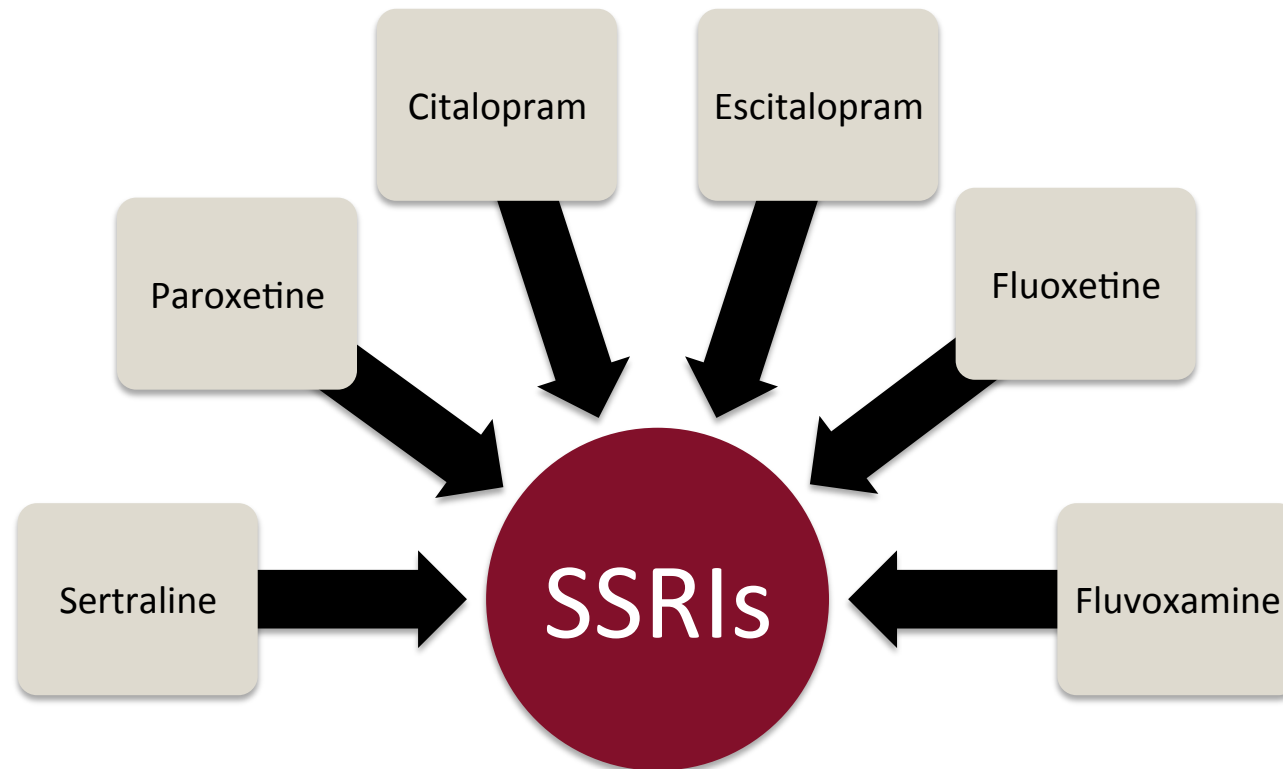 Citalopram
Escitalopram
Paroxetine
Fluoxetine
Sertraline
SSRIs
Fluvoxamine